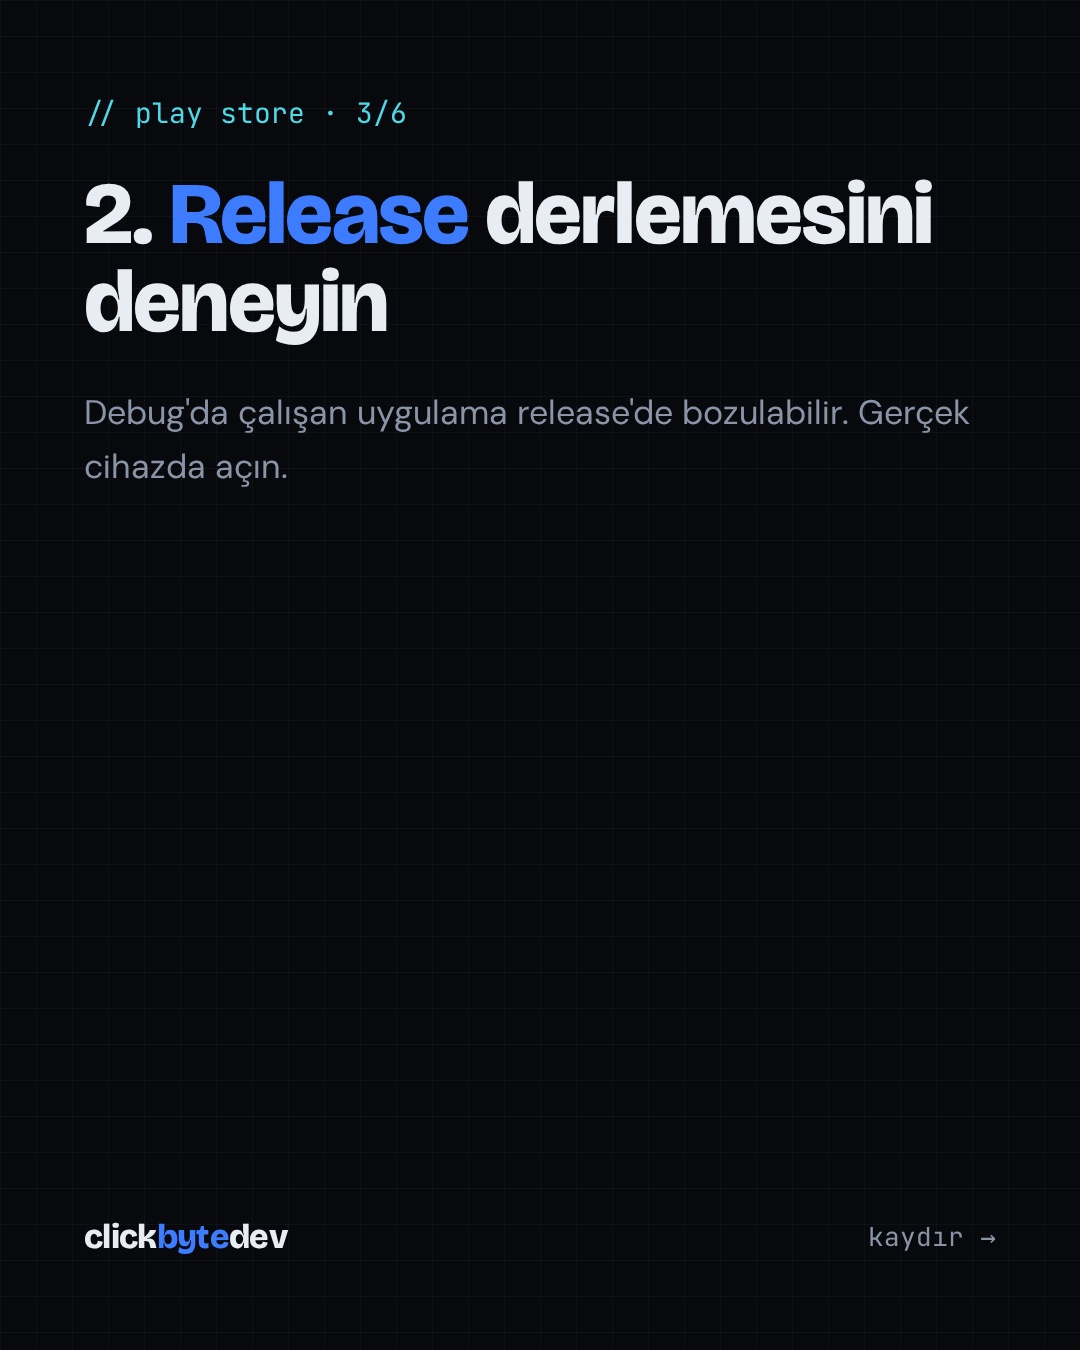 // play store · 3/6
2. Release derlemesini
deneyin
Debug'da çalışan uygulama release'de bozulabilir. Gerçek
cihazda açın.
clickbytedev
kaydır →